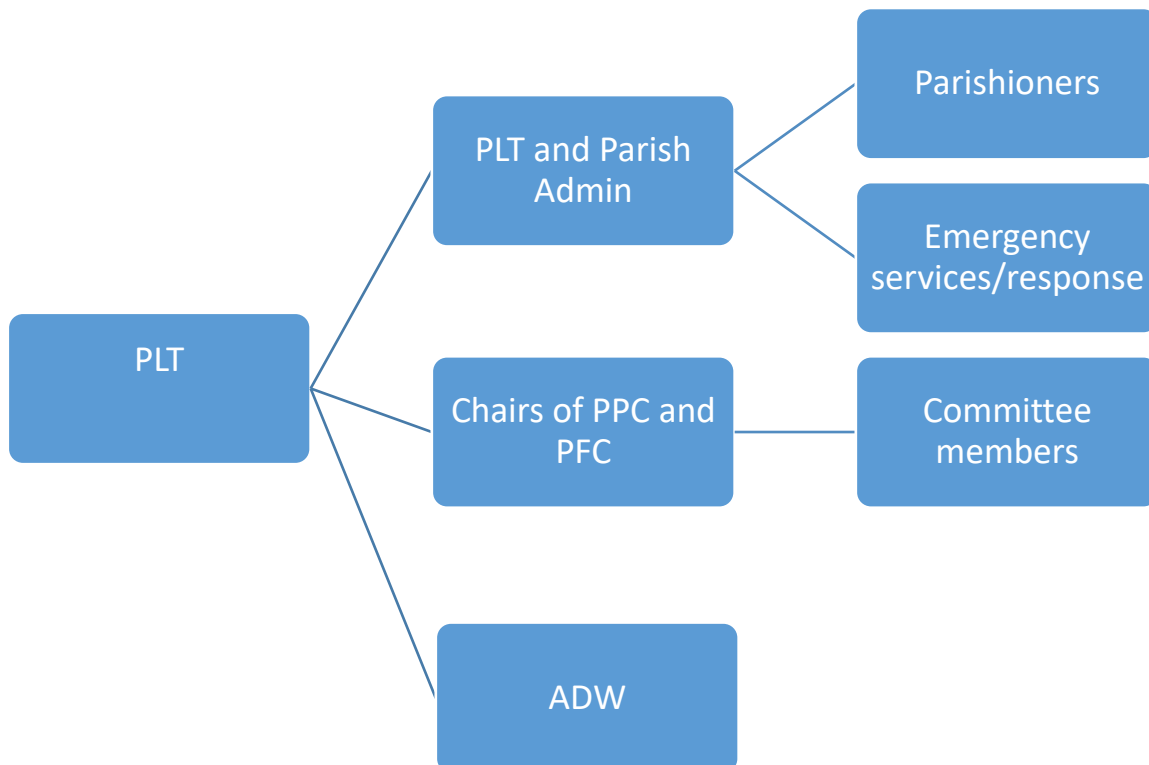 PLT
PLT and Parish
Admin
Parishioners
Emergency
services/response
Chairs of PPC and
PFC
Committee
members
ADW